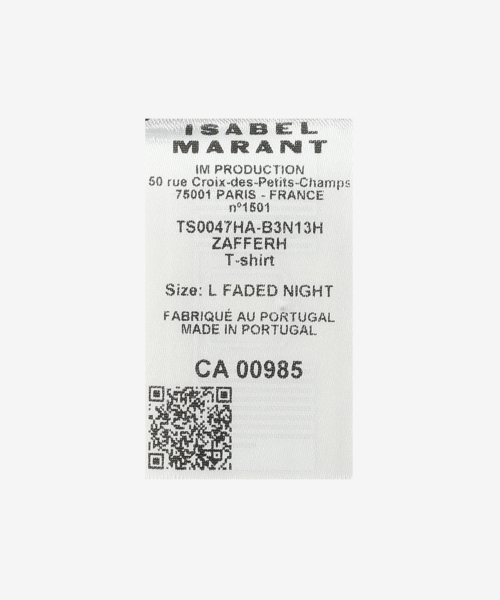 ISABEL
MARANT
IM PRODUCTION
50 rue Croix-des-Petits-Champs
75001 PARIS - FRANCE
n°1501
TS0047HA-B3N13H
ZAFFERH
T-shirt
Size: L FADED NIGHT
FABRIQUÉ AU PORTUGAL
MADE IN PORTUGAL
CA 00985